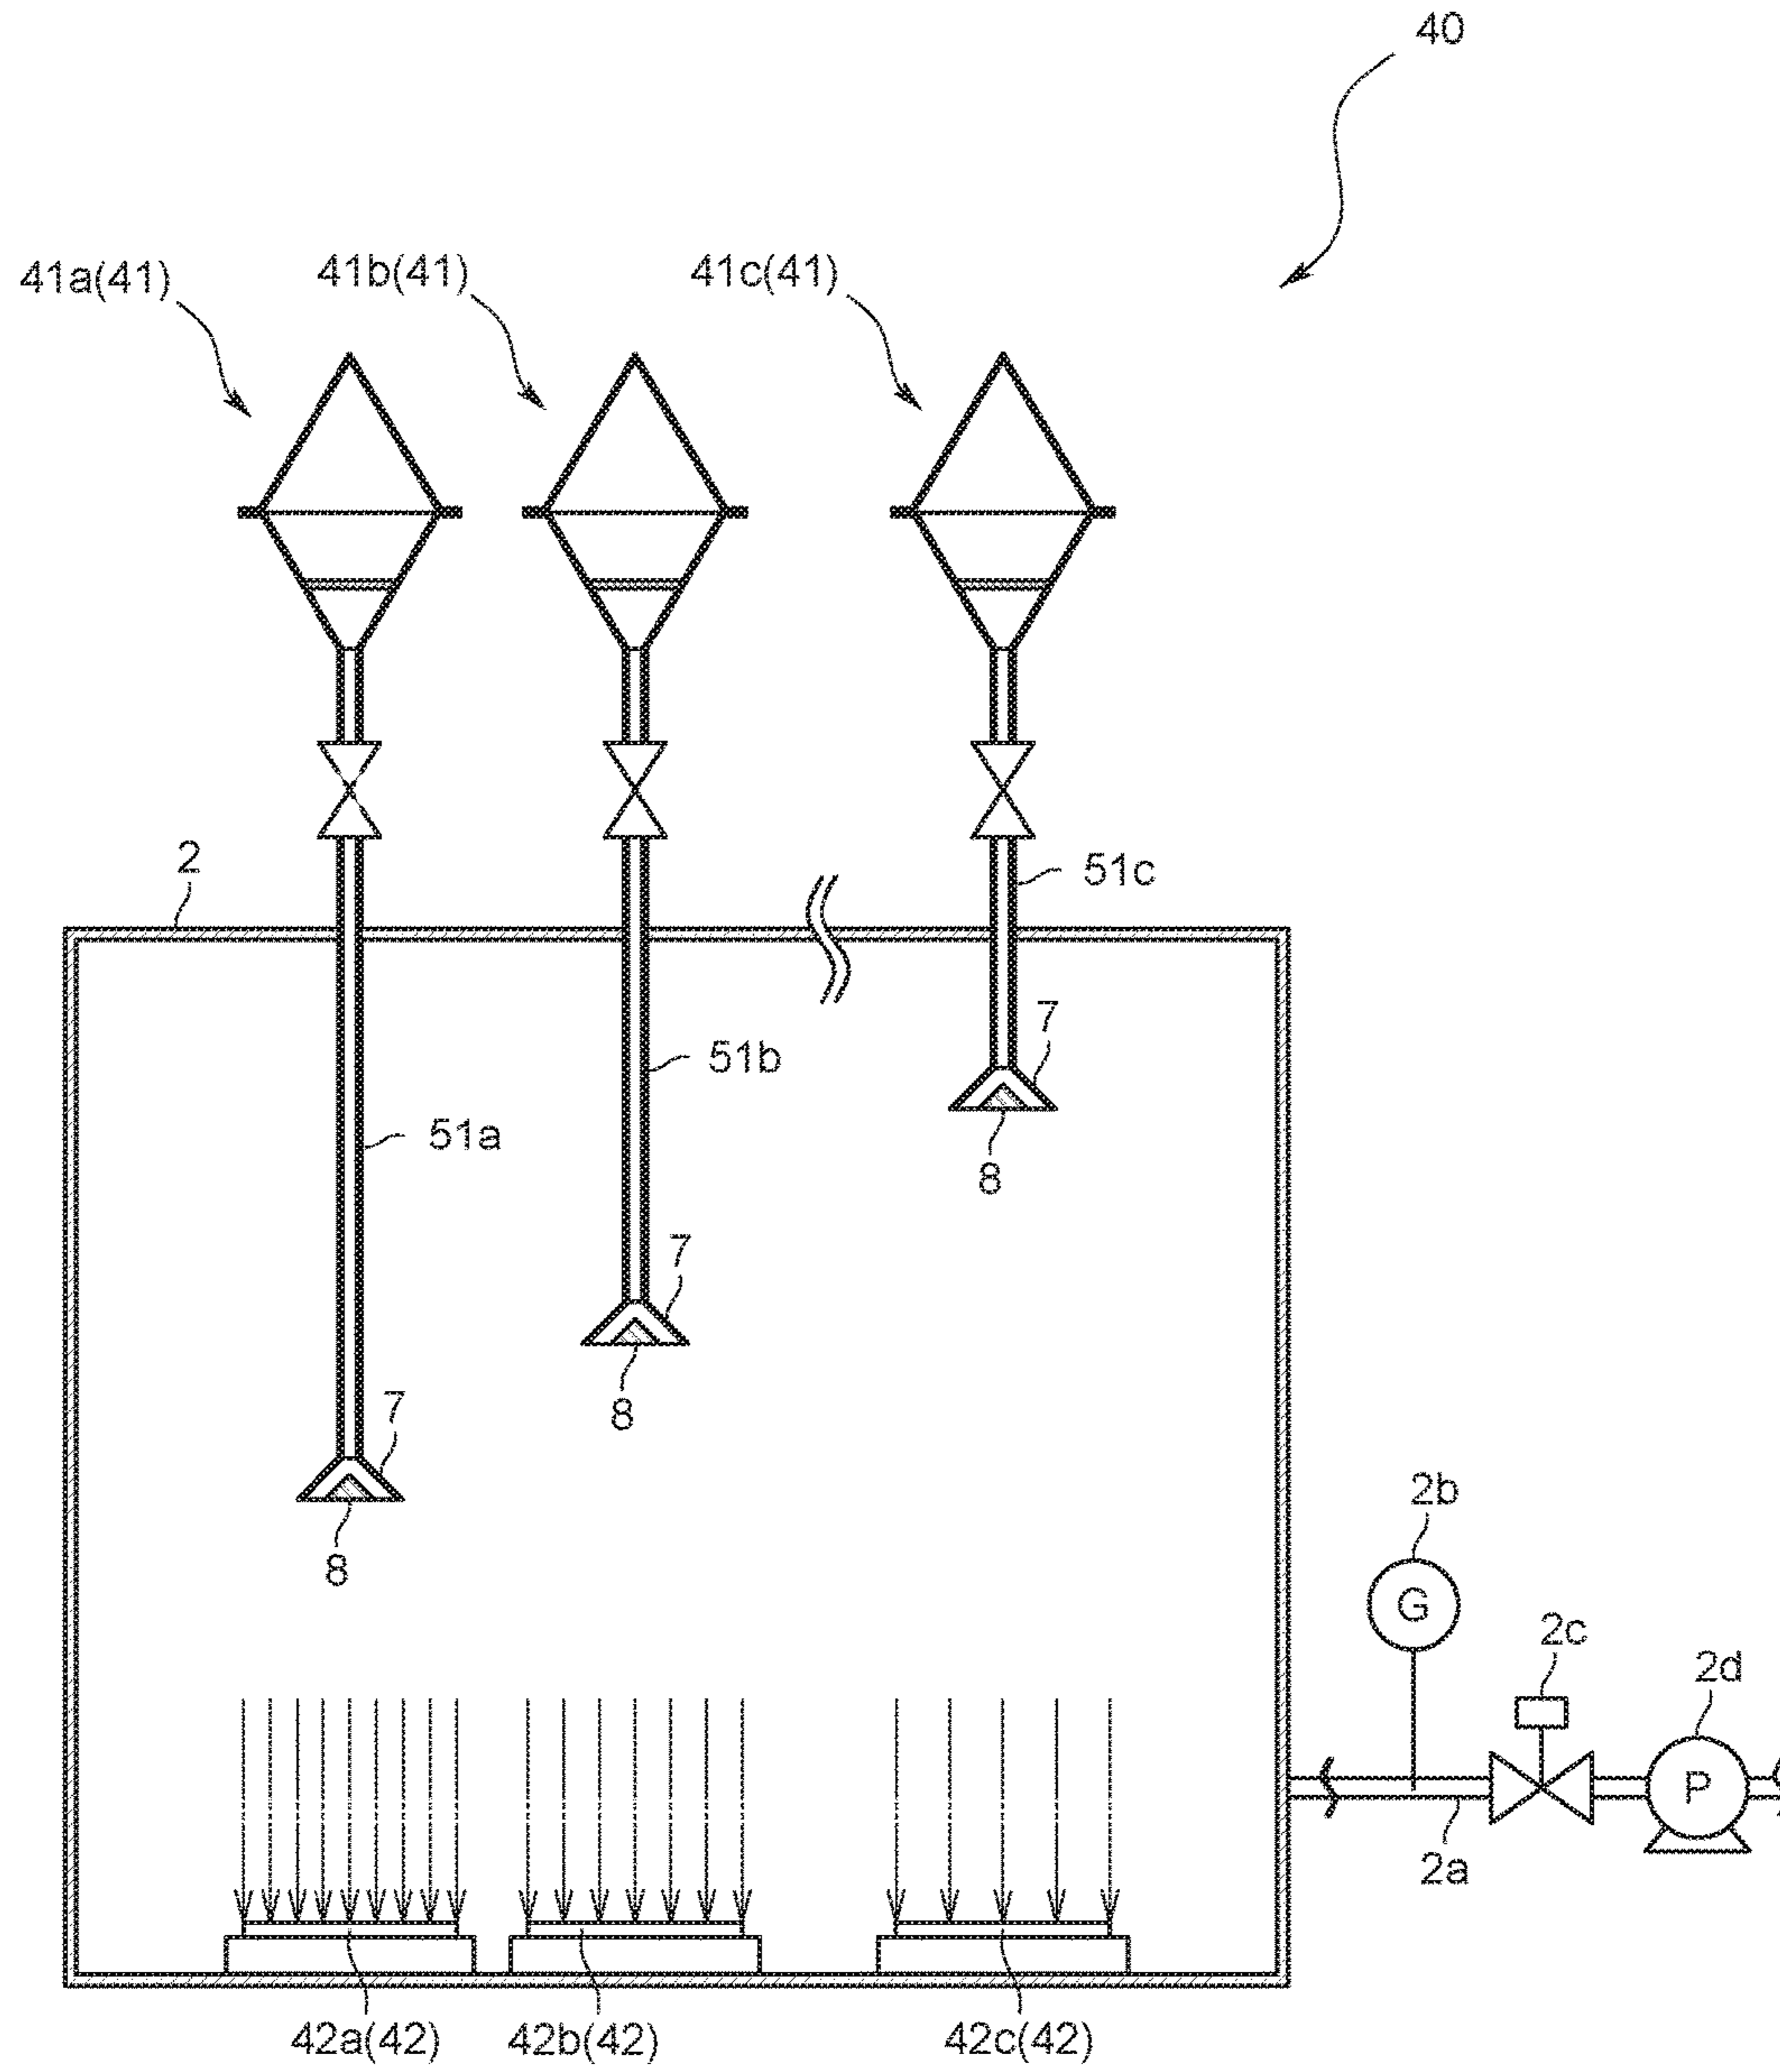 40
41a(41)
41b(41)
41c(41)
2
51c
7
51b
8
51a
7
8
7
8
2b
G
2c
2d
P
2a
42a(42)
42b(42)
42c(42)